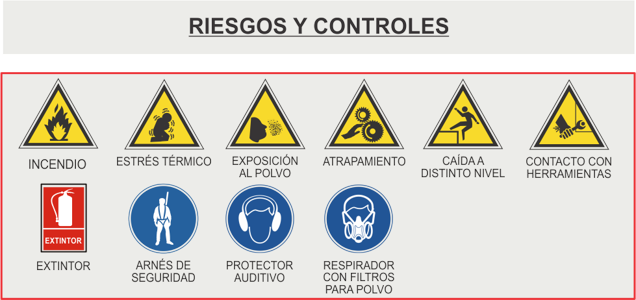 RIESGOS Y CONTROLES
INCENDIO
ESTRÉS TÉRMICO
EXPOSICIÓN
AL POLVO
ATRAPAMIENTO
CAÍDA A
DISTINTO NIVEL
CONTACTO CON
HERRAMIENTAS
EXTINTOR
EXTINTOR
ARNÉS DE
SEGURIDAD
PROTECTOR
AUDITIVO
RESPIRADOR
CON FILTROS
PARA POLVO